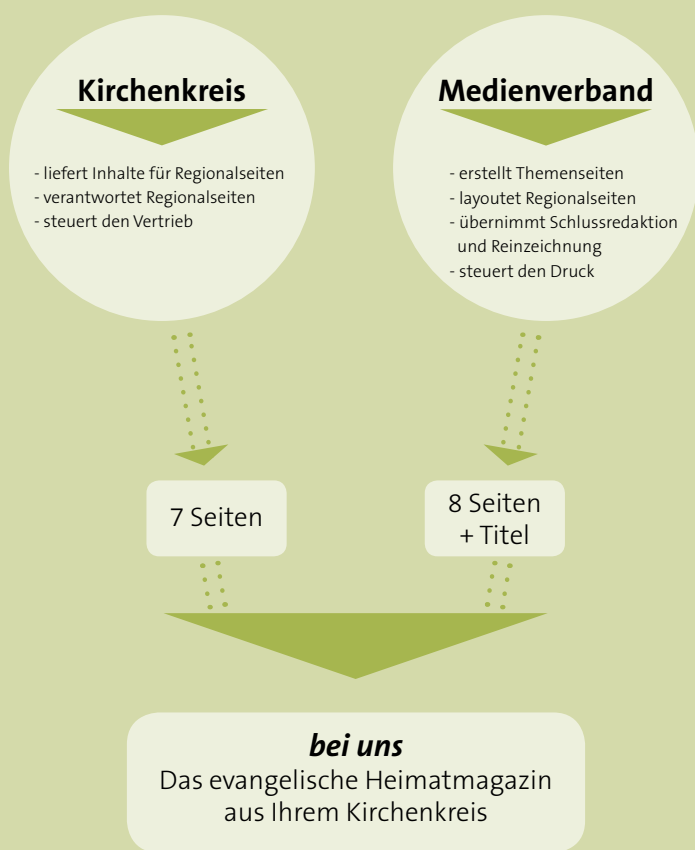 Kirchenkreis
- liefert Inhalte für Regionalseiten
- verantwortet Regionalseiten
- steuert den Vertrieb
Medienverband
- erstellt Themenseiten
- layoutet Regionalseiten
- übernimmt Schlussredaktion
und Reinzeichnung
- steuert den Druck
7 Seiten
8 Seiten
+ Titel
bei uns
Das evangelische Heimatmagazin
aus Ihrem Kirchenkreis